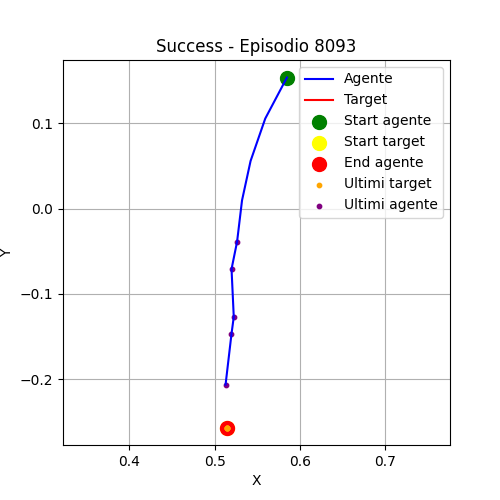 Success - Episodio 8093
Agente
Target
Start agente
Start target
End agente
Ultimi target
Ultimi agente
0.1
0.0
−0.1
−0.2
Y
0.4
0.5
0.6
0.7
X